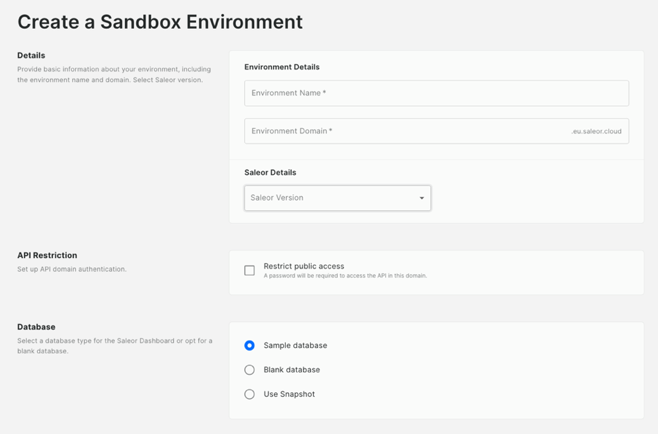 Create a Sandbox Environment
Details
Provide basic information about your environment, including
the environment name and domain. Select Saleor version.
Environment Details
Environment Name *
Environment Domain *
.eu.saleor.cloud
Saleor Details
Saleor Version
API Restriction
Set up API domain authentication.
Restrict public access
A password will be required to access the API in this domain.
Database
Select a database type for the Saleor Dashboard or opt for a
blank database.
Sample database
Blank database
Use Snapshot